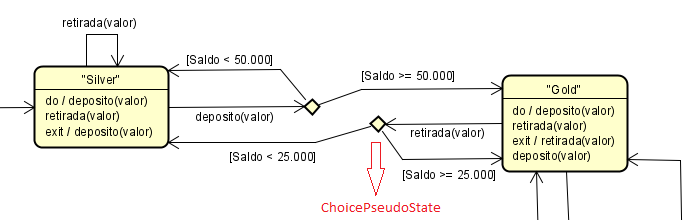 retirada(valor)
[Saldo < 50.000]
"Silver"
do / deposito(valor)
retirada(valor)
exit / deposito(valor)
deposito(valor)
[Saldo >= 50.000]
"Gold"
do / deposito(valor)
retirada(valor)
exit / retirada(valor)
deposito(valor)
retirada(valor)
[Saldo < 25.000]
[Saldo >= 25.000]
ChoicePseudoState